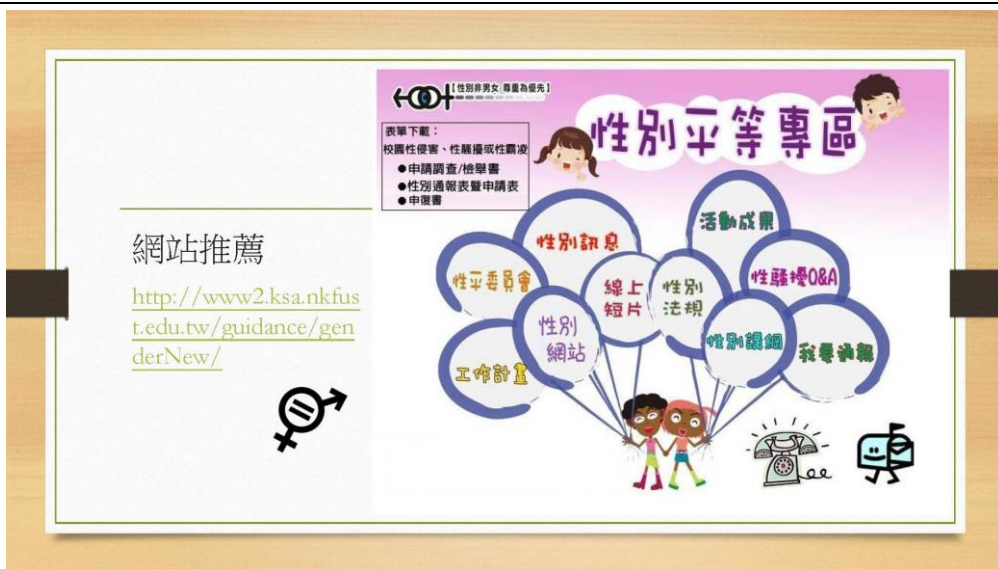 網站推薦
http://www2.ksa.nkfus
t.edu.tw/guidance/gen
derNew/
【性別非男女 尊重為優先】
表單下載：
校園性侵害、性騷擾或性霸凌
●申請調查/檢舉書
●性別通報表暨申請表
●申復書
性別平等專區
活動成果
性別訊息
性平委員會
線上
短片
性別
法規
性騷擾Q&A
性別
網站
性別講綱
我要通報
工作計畫